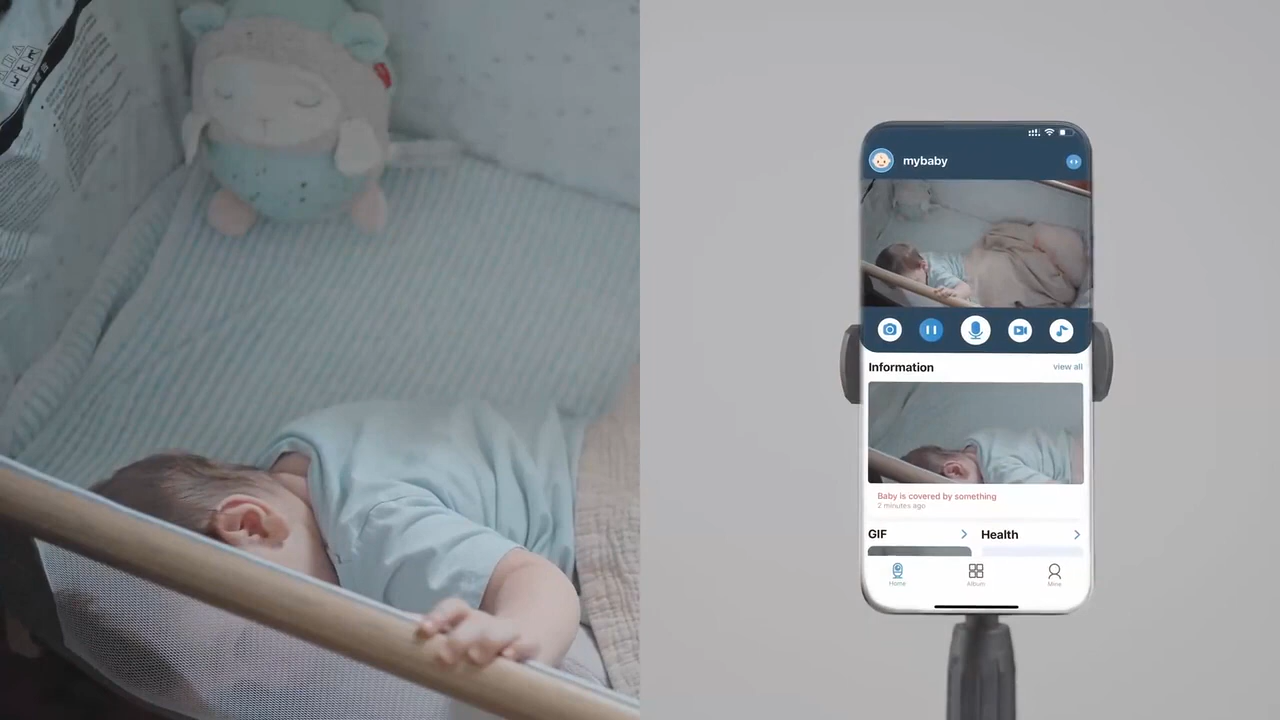 mybaby
Information
view all
Baby is covered by something
2 minutes ago
GIF
Health
Home
Album
Mine